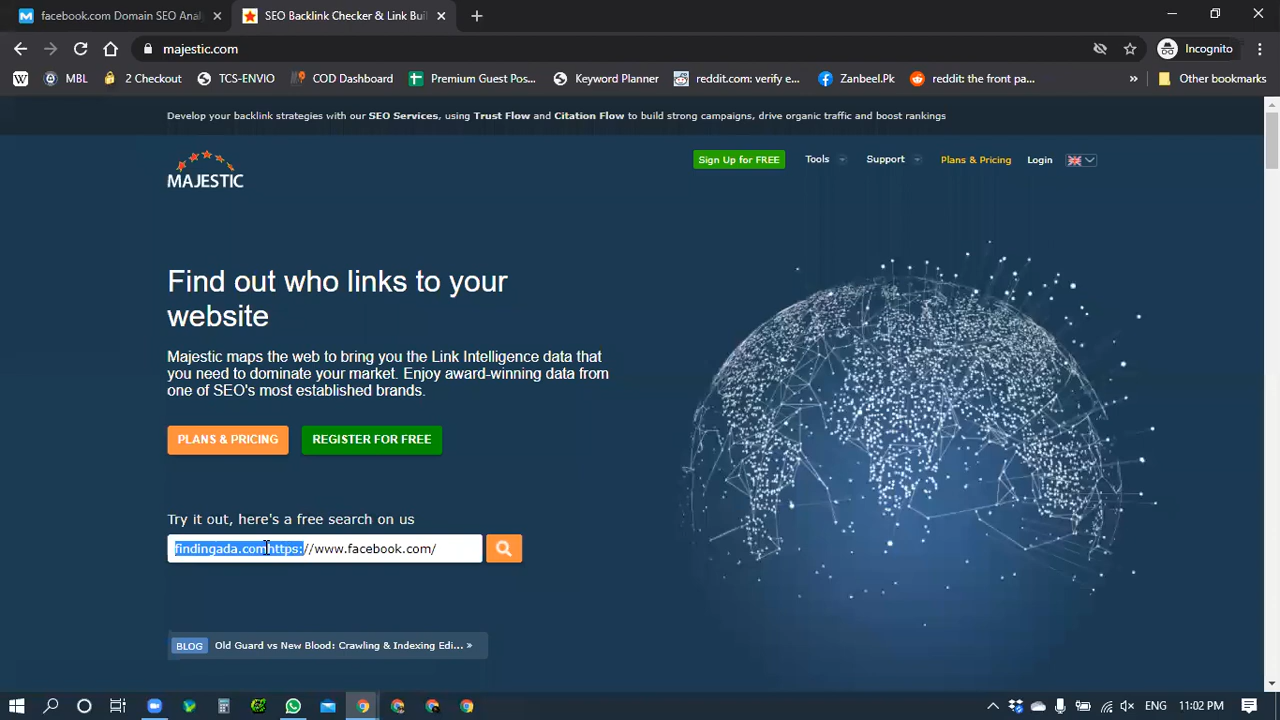 facebook.com Domain SEO Anal
SEO Backlink Checker & Link Buil
majestic.com
Incognito
MBL
2 Checkout
TCS-ENVIO
COD Dashboard
Premium Guest Pos...
Keyword Planner
reddit.com: verify e...
Zanbeel.Pk
reddit: the front pa...
Other bookmarks
Develop your backlink strategies with our SEO Services, using Trust Flow and Citation Flow to build strong campaigns, drive organic traffic and boost rankings
MAJESTIC
Sign Up for FREE
Tools
Support
Plans & Pricing
Login
Find out who links to your
website
Majestic maps the web to bring you the Link Intelligence data that
you need to dominate your market. Enjoy award-winning data from
one of SEO's most established brands.
PLANS & PRICING
REGISTER FOR FREE
Try it out, here's a free search on us
findingada.comhttps://www.facebook.com/
BLOG
Old Guard vs New Blood: Crawling & Indexing Edi... »
ENG
11:02 PM